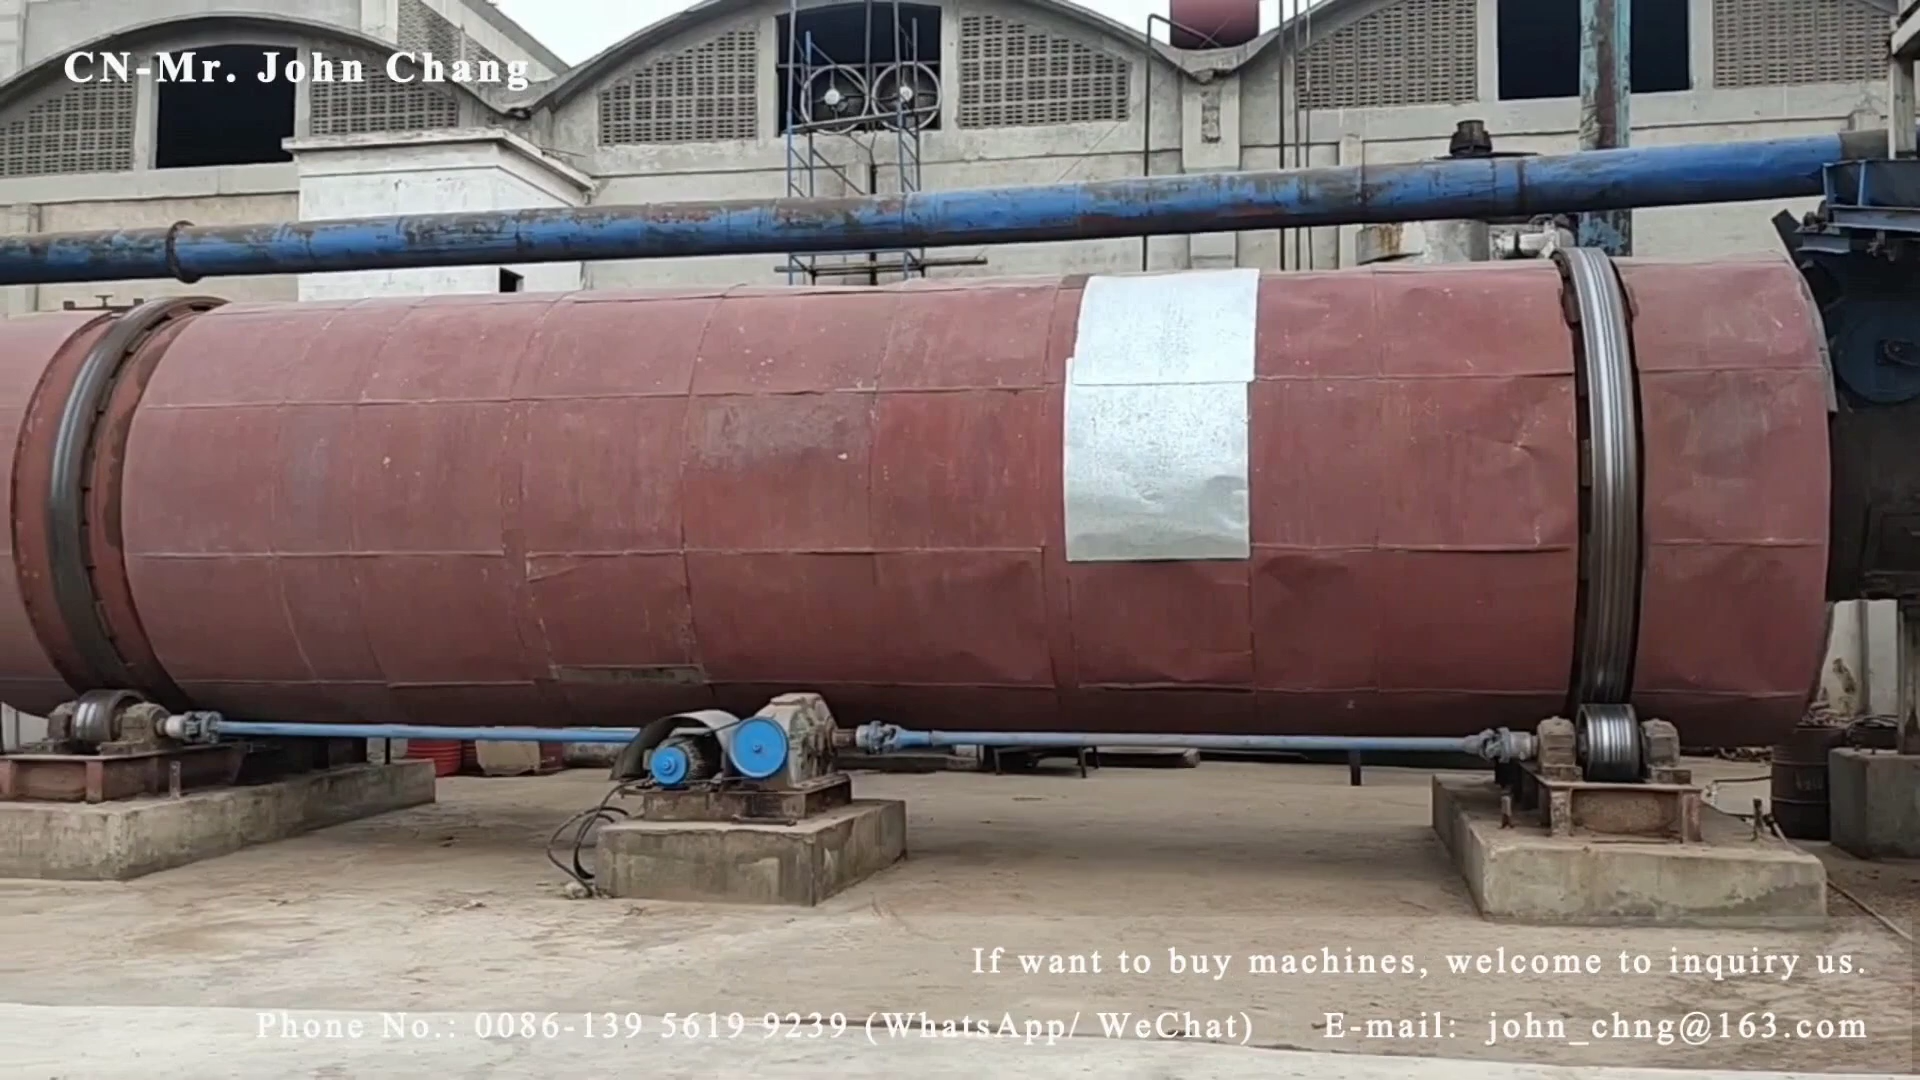 CN-Mr. John Chang
If want to buy machines, welcome to inquiry us.
Phone No.: 0086-139 5619 9239 (WhatsApp/ WeChat) E-mail: john_chng@163.com